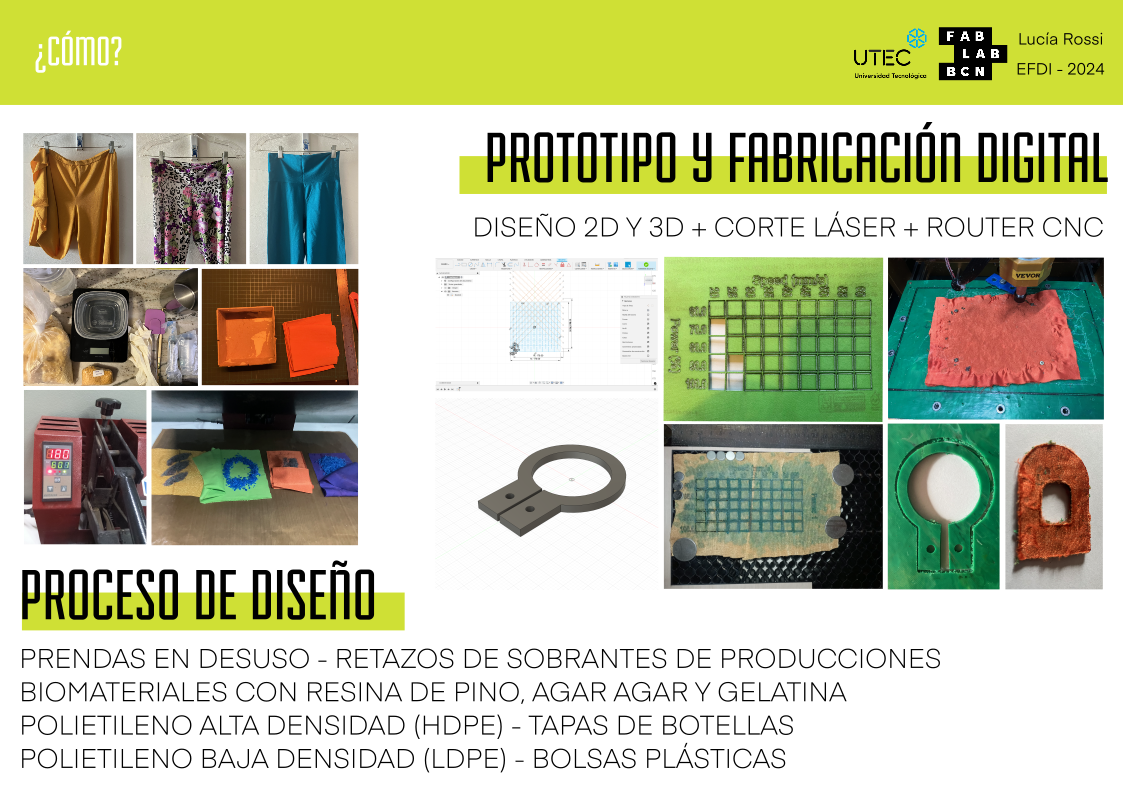 ¿CÓMO?
UTEC
Universidad Tecnológica
FAB
LAB
BCN
Lucía Rossi
EFDI - 2024
PROTOTIPO Y FABRICACIÓN DIGITAL
DISEÑO 2D Y 3D + CORTE LÁSER + ROUTER CNC
VEVOR
180
PROCESO DE DISEÑO
PRENDAS EN DESUSO - RETAZOS DE SOBRANTES DE PRODUCCIONES
BIOMATERIALES CON RESINA DE PINO, AGAR AGAR Y GELATINA
POLIETILENO ALTA DENSIDAD (HDPE) - TAPAS DE BOTELLAS
POLIETILENO BAJA DENSIDAD (LDPE) - BOLSAS PLÁSTICAS